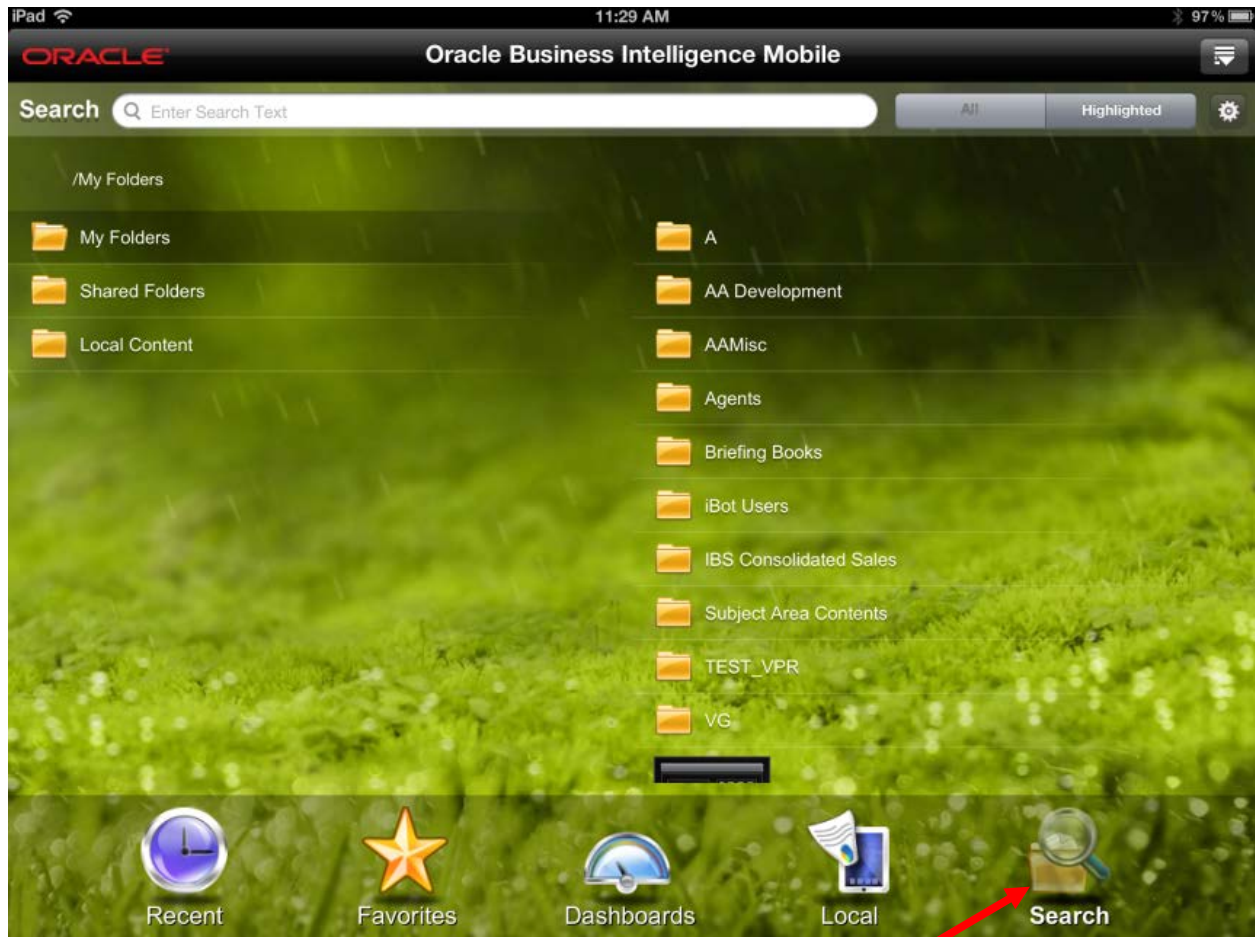 iPad 11:29 AM 97%
ORACLE Oracle Business Intelligence Mobile
Search Enter Search Text All Highlighted
/My Folders
My Folders
Shared Folders
Local Content
A
AA Development
AAMisc
Agents
Briefing Books
iBot Users
IBS Consolidated Sales
Subject Area Contents
TEST_VPR
VG
Recent Favorites Dashboards Local Search